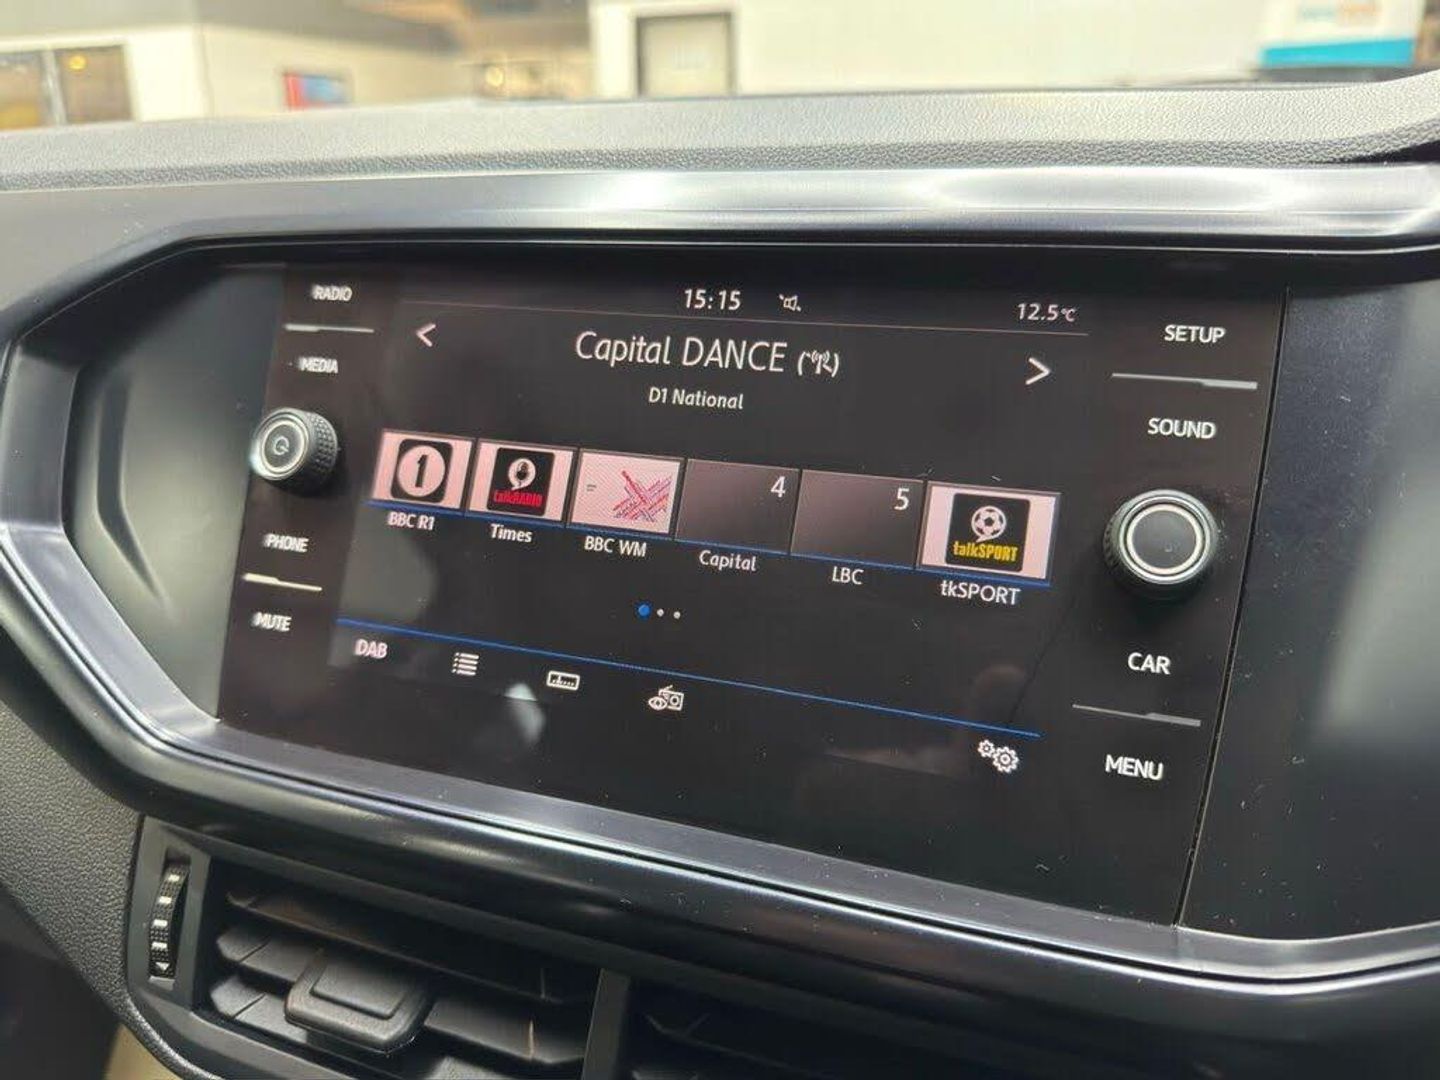 RADIO
15:15
12.5°C
SETUP
MEDIA
Capital DANCE
D1 National
SOUND
1
talkRADIO
4
5
talkSPORT
BBC R1
Times
BBC WM
Capital
LBC
tkSPORT
PHONE
MUTE
DAB
CAR
MENU